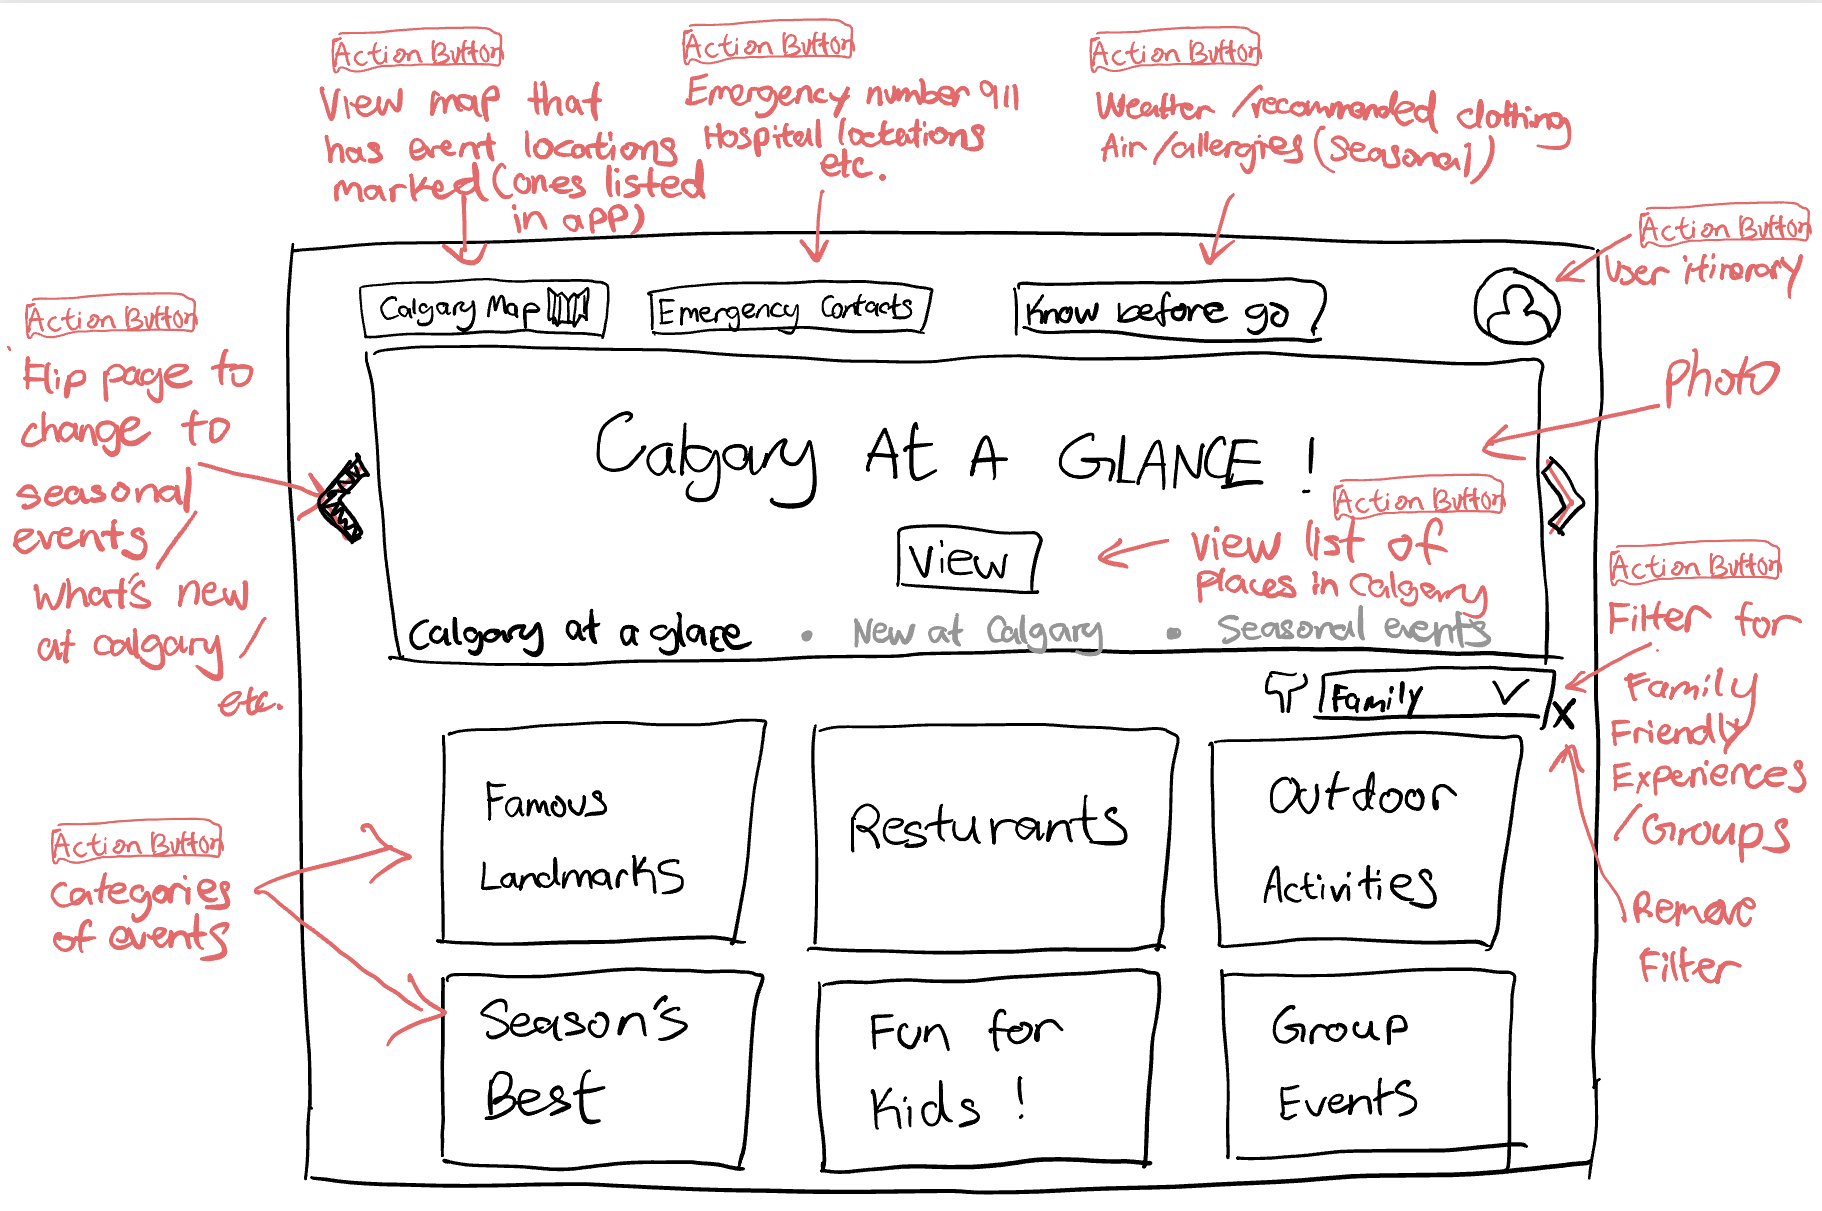 Action Button
View map that
has event locations
marked (ones listed
in app)
Action Button
Emergency number 911
Hospital loctations
etc.
Action Button
Weather /recommended clothing
Air /allergies (seasonal)
Action Button
User itirerary
Calgary Map
Emergency Contacts
Know before go
Action Button
Flip page to
change to
seasonal
events /
what's new
at calgary /
etc.
Photo
Calgary At A GLANCE !
View
Action Button
view list of
places in Calgary
Calgary at a glace • New at Calgary • Seasonal events
Action Button
Filter for
Family
Friendly
Experiences
/Groups
Family
X
Remove
Filter
Action Button
categories
of events
Famous
Landmarks
Resturants
Outdoor
Activities
Season's
Best
Fun for
Kids !
Group
Events